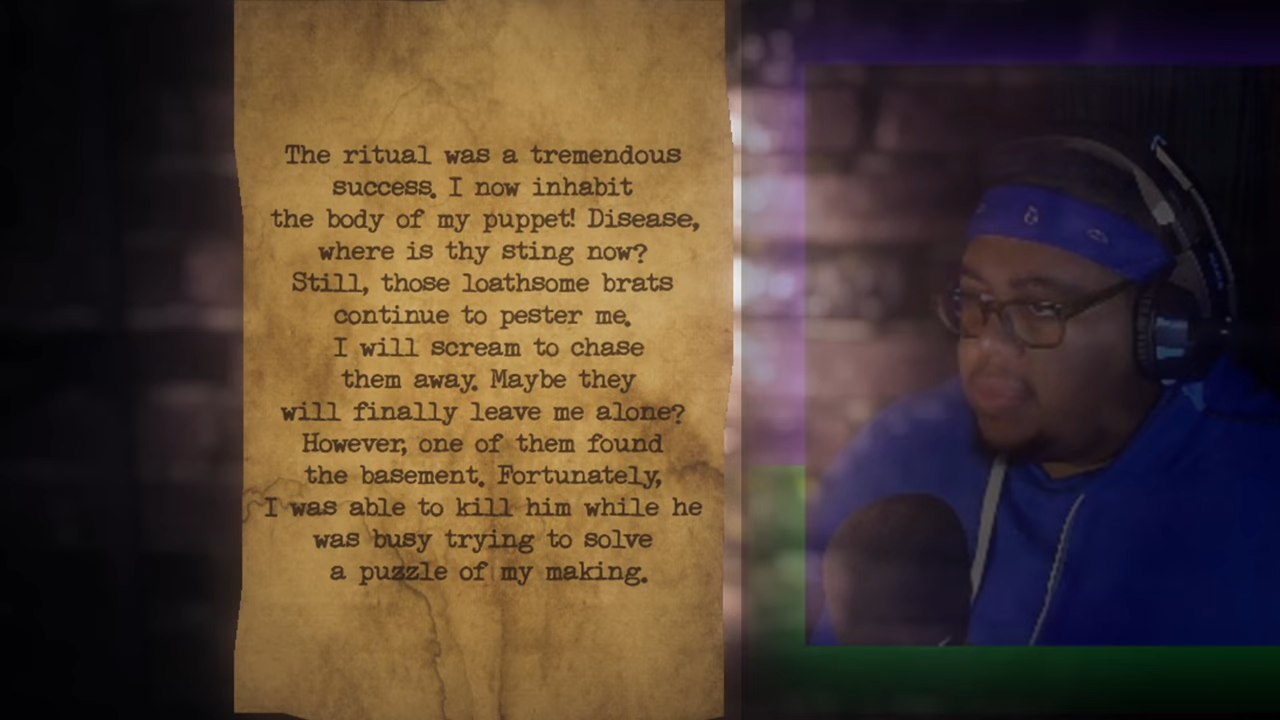 The ritual was a tremendous
success. I now inhabit
the body of my puppet! Disease,
where is thy sting now?
Still, those loathsome brats
continue to pester me.
I will scream to chase
them away. Maybe they
will finally leave me alone?
However, one of them found
the basement. Fortunately,
I was able to kill him while he
was busy trying to solve
a puzzle of my making.